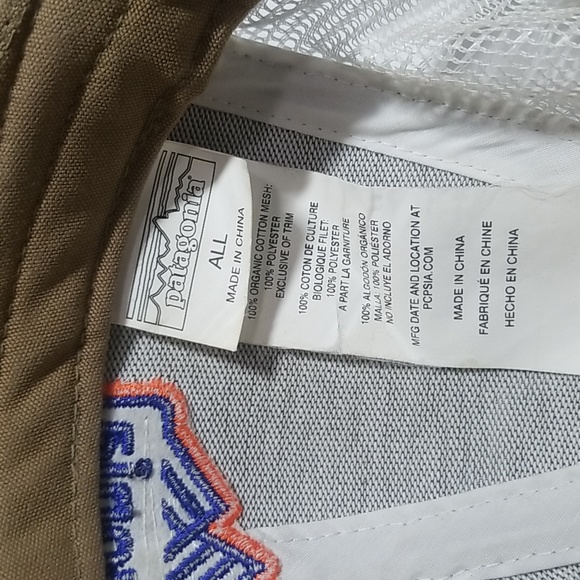 patagonia
ALL
MADE IN CHINA
100% ORGANIC COTTON MESH:
100% POLYESTER
EXCLUSIVE OF TRIM
100% COTON DE CULTURE
BIOLOGIQUE FILET:
100% POLYESTER
A PART LA GARNITURE
100% ALGODÓN ORGÁNICO
MALLA: 100% POLIESTER
NO INCLUYE EL ADORNO
MFG DATE AND LOCATION AT
PCPSIA.COM
MADE IN CHINA
FABRIQUÉ EN CHINE
HECHO EN CHINA